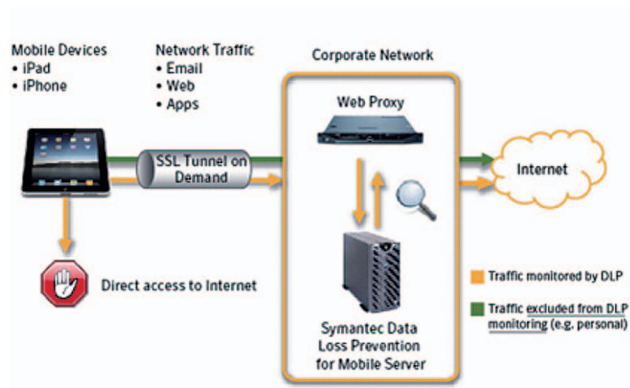 Mobile Devices
• iPad
• iPhone
Network Traffic
• Email
• Web
• Apps
Corporate Network
Web Proxy
SSL Tunnel on
Demand
Internet
Direct access to Internet
Symantec Data
Loss Prevention
for Mobile Server
Traffic monitored by DLP
Traffic excluded from DLP
monitoring (e.g. personal)